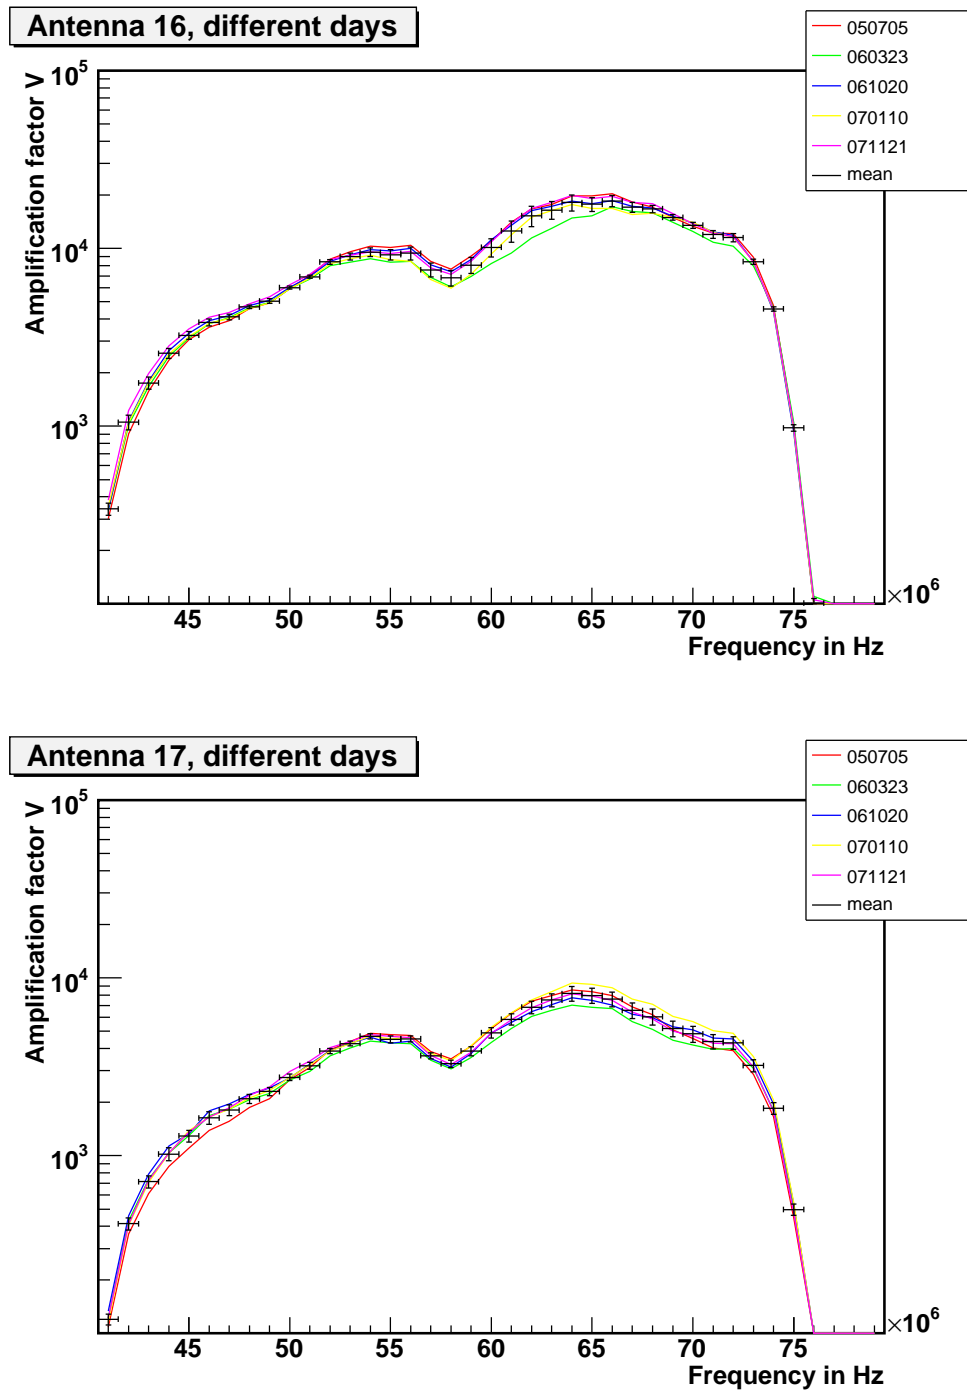 Antenna 16, different days
Amplification factor V
10^5
10^4
10^3
050705
060323
061020
070110
071121
mean
45 50 55 60 65 70 75
×10^6
Frequency in Hz
Antenna 17, different days
Amplification factor V
10^5
10^4
10^3
050705
060323
061020
070110
071121
mean
45 50 55 60 65 70 75
×10^6
Frequency in Hz